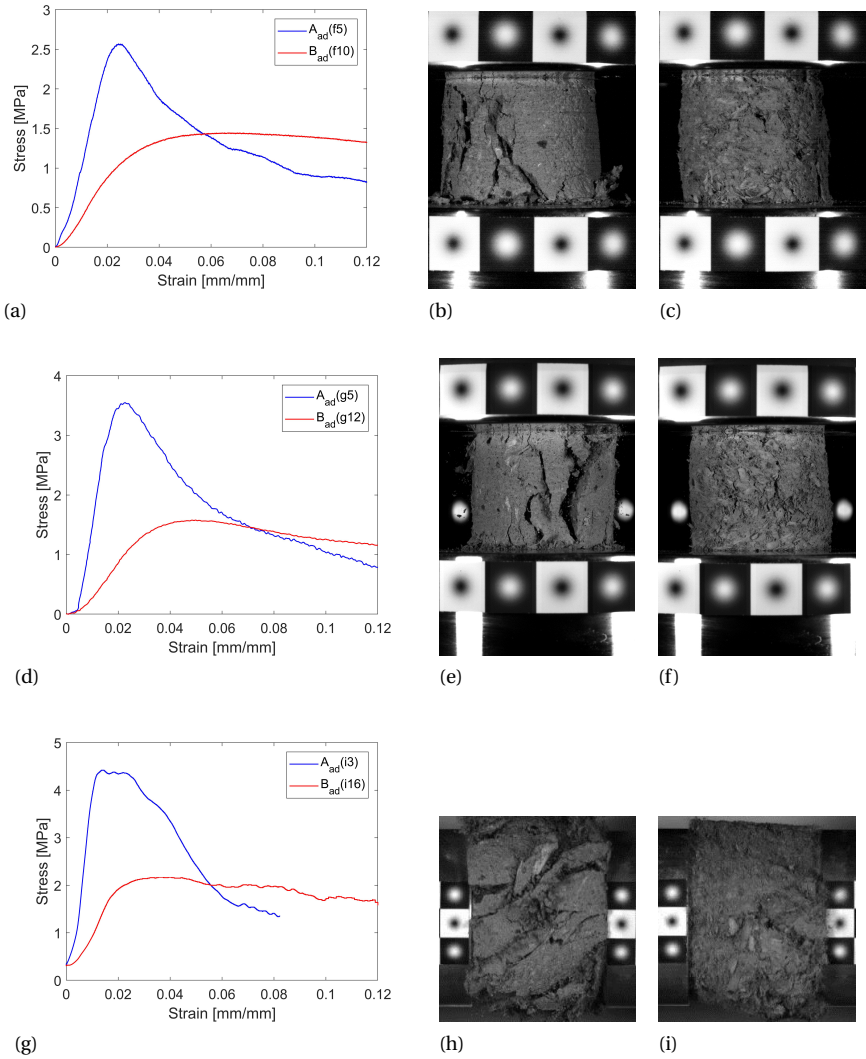 3
2.5
2
1.5
1
0.5
0
0 0.02 0.04 0.06 0.08 0.1 0.12
Stress [MPa]
Strain [mm/mm]
A_ad(f5)
B_ad(f10)
(a)
(b)
(c)
4
3
2
1
0
0 0.02 0.04 0.06 0.08 0.1 0.12
Stress [MPa]
Strain [mm/mm]
A_ad(g5)
B_ad(g12)
(d)
(e)
(f)
5
4
3
2
1
0
0 0.02 0.04 0.06 0.08 0.1 0.12
Stress [MPa]
Strain [mm/mm]
A_ad(i3)
B_ad(i16)
(g)
(h)
(i)